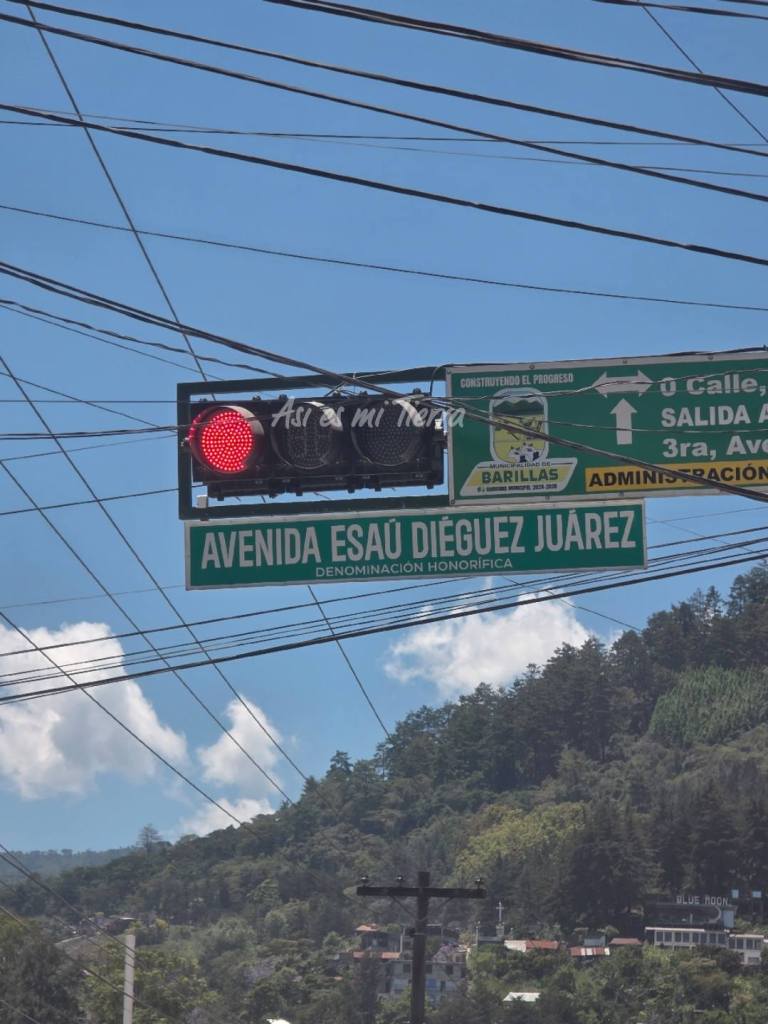 CONSTRUYENDO EL PROGRESO
0 Calle,
SALIDA A
3ra, Ave
ADMINISTRACIÓN
MUNICIPALIDAD DE
BARILLAS
Asi es mi Tierra
AVENIDA ESAÚ DIÉGUEZ JUÁREZ
DENOMINACIÓN HONORÍFICA
BLUE MOON